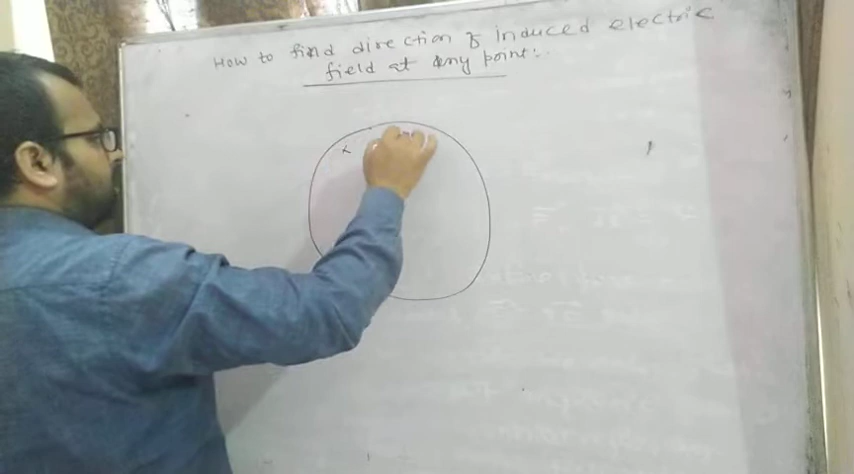 How to find direction of induced electric
field at any point:
x